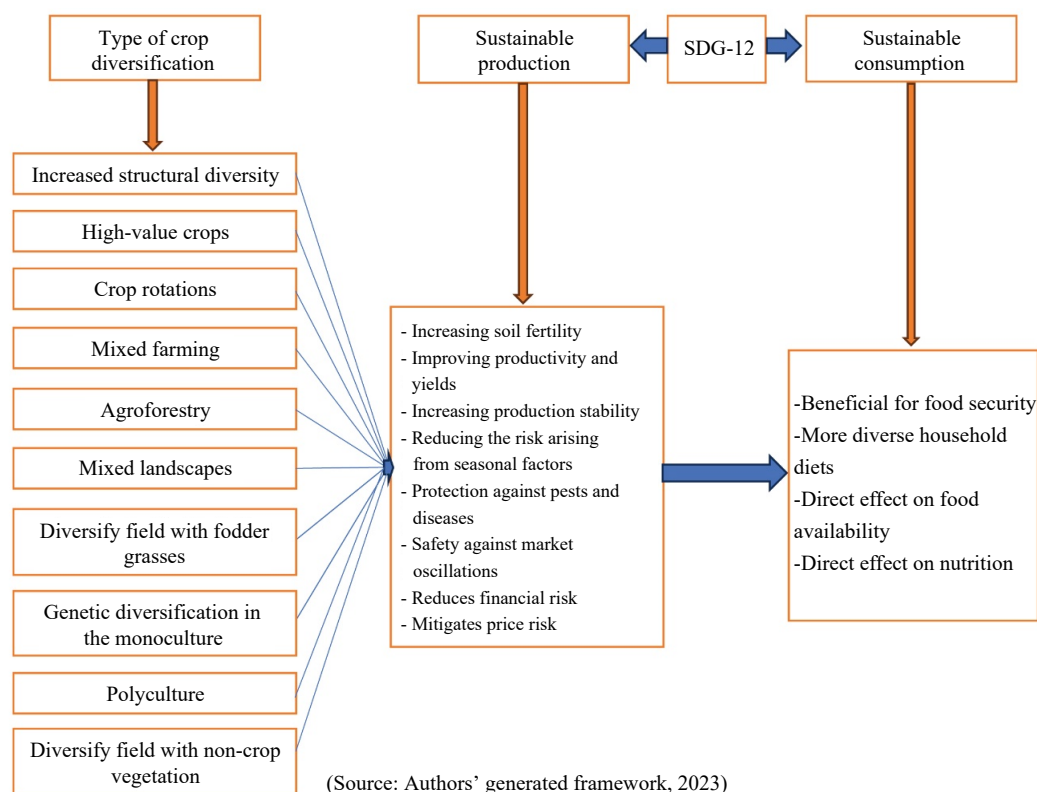 Type of crop
diversification
Sustainable
production
SDG-12
Sustainable
consumption
Increased structural diversity
High-value crops
Crop rotations
Mixed farming
Agroforestry
Mixed landscapes
Diversify field with fodder
grasses
Genetic diversification in
the monoculture
Polyculture
Diversify field with non-crop
vegetation
- Increasing soil fertility
- Improving productivity and
yields
- Increasing production stability
- Reducing the risk arising
from seasonal factors
- Protection against pests and
diseases
- Safety against market
oscillations
- Reduces financial risk
- Mitigates price risk
-Beneficial for food security
-More diverse household
diets
-Direct effect on food
availability
-Direct effect on nutrition
(Source: Authors’ generated framework, 2023)